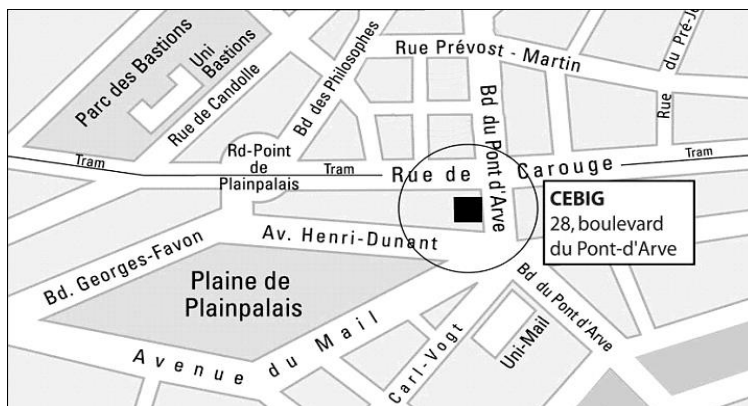 Parc des Bastions
Uni
Bastions
Rue de Candolle
Bd des Philosophes
Rue Prévost - Martin
Bd du Pont d'Arve
Rue du Pré-J
Tram
Rd-Point
de
Plainpalais
Tram
Rue de Carouge
Tram
CEBIG
28, boulevard
du Pont-d'Arve
Bd. Georges-Favon
Av. Henri-Dunant
Plaine de
Plainpalais
Avenue du Mail
Carl-Vogt
Uni-Mail
Bd du Pont d'Arve